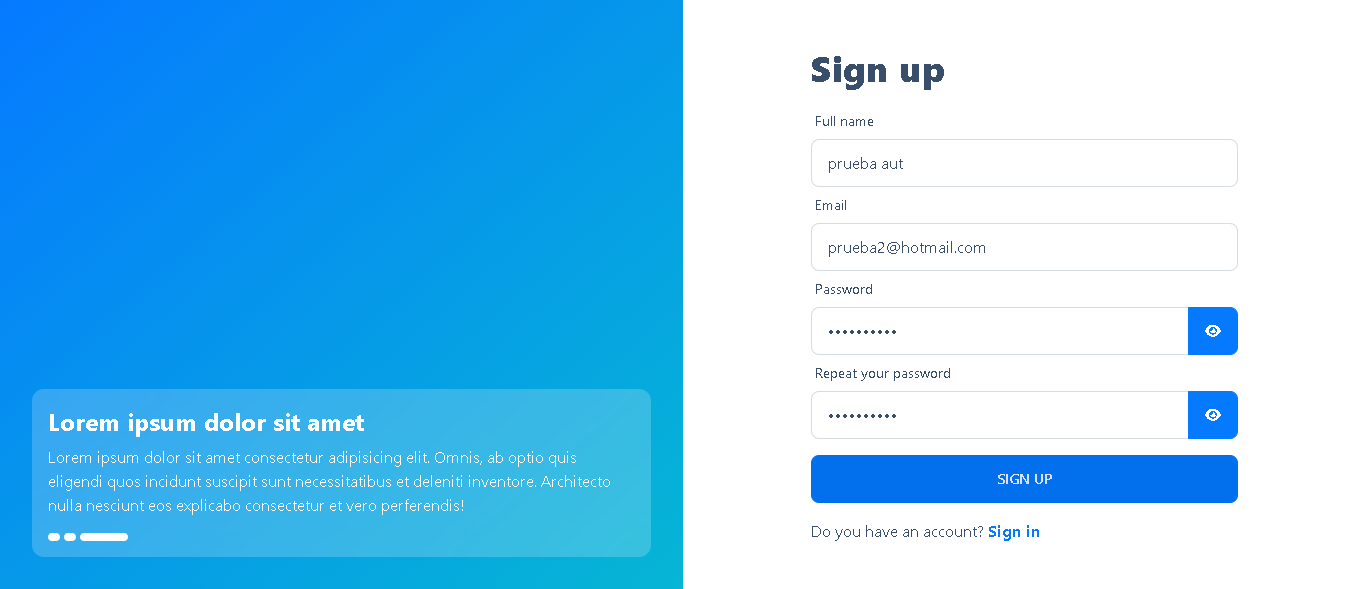 Lorem ipsum dolor sit amet
Lorem ipsum dolor sit amet consectetur adipisicing elit. Omnis, ab optio quis
eligendi quos incidunt suscipit sunt necessitatibus et deleniti inventore. Architecto
nulla nesciunt eos explicabo consectetur et vero perferendis!
Sign up
Full name
prueba aut
Email
prueba2@hotmail.com
Password
••••••••••
Repeat your password
••••••••••
SIGN UP
Do you have an account? Sign in